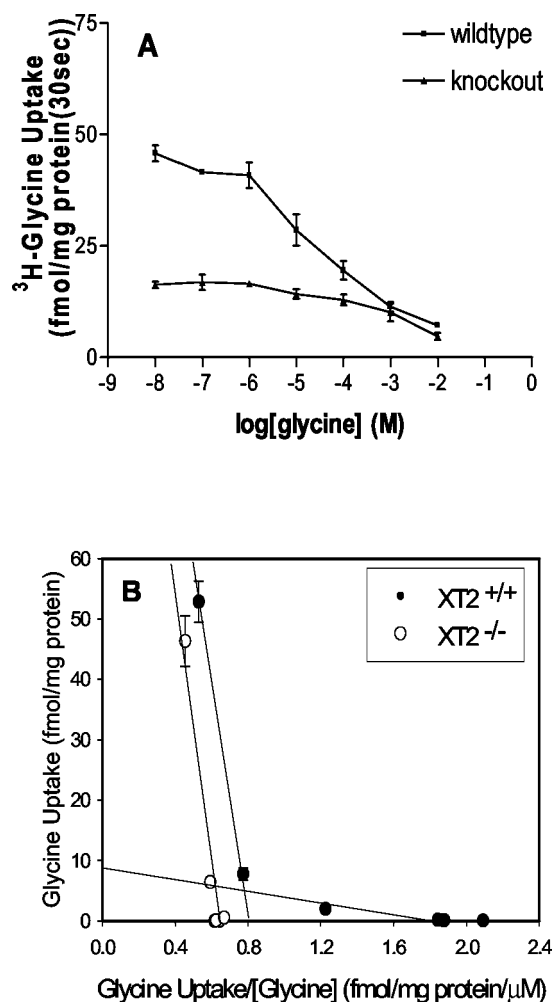 A
wildtype
knockout
³H-Glycine Uptake
(fmol/mg protein(30sec))
75
50
25
0
-9 -8 -7 -6 -5 -4 -3 -2 -1 0
log[glycine] (M)
B
XT2 +/+
XT2 -/-
Glycine Uptake (fmol/mg protein)
60
50
40
30
20
10
0
0.0 0.4 0.8 1.2 1.6 2.0 2.4
Glycine Uptake/[Glycine] (fmol/mg protein/µM)